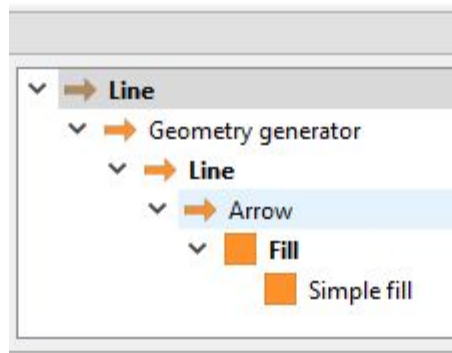 Line
Geometry generator
Line
Arrow
Fill
Simple fill